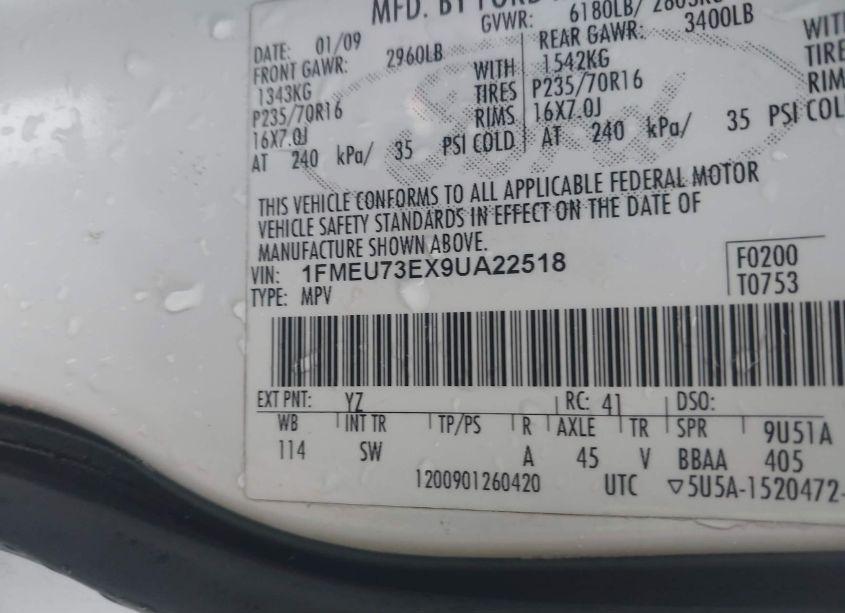 MFD. BY FORD
GVWR: 6180LB/
DATE: 01/09
FRONT GAWR: 2960LB
1343KG WITH
P235/70R16 TIRES
16X7.0J RIMS
AT 240 kPa/ 35 PSI COLD
REAR GAWR: 3400LB
1542KG WITH
P235/70R16 TIRES
16X7.0J RIM
AT 240 kPa/ 35 PSI COL
THIS VEHICLE CONFORMS TO ALL APPLICABLE FEDERAL MOTOR
VEHICLE SAFETY STANDARDS IN EFFECT ON THE DATE OF
MANUFACTURE SHOWN ABOVE.
VIN: 1FMEU73EX9UA22518
TYPE: MPV
F0200
T0753
EXT PNT: YZ RC: 41 DSO:
WB INT TR TP/PS R AXLE TR SPR 9U51A
114 SW A 45 V BBAA 405
1200901260420 UTC ▽5U5A-1520472-